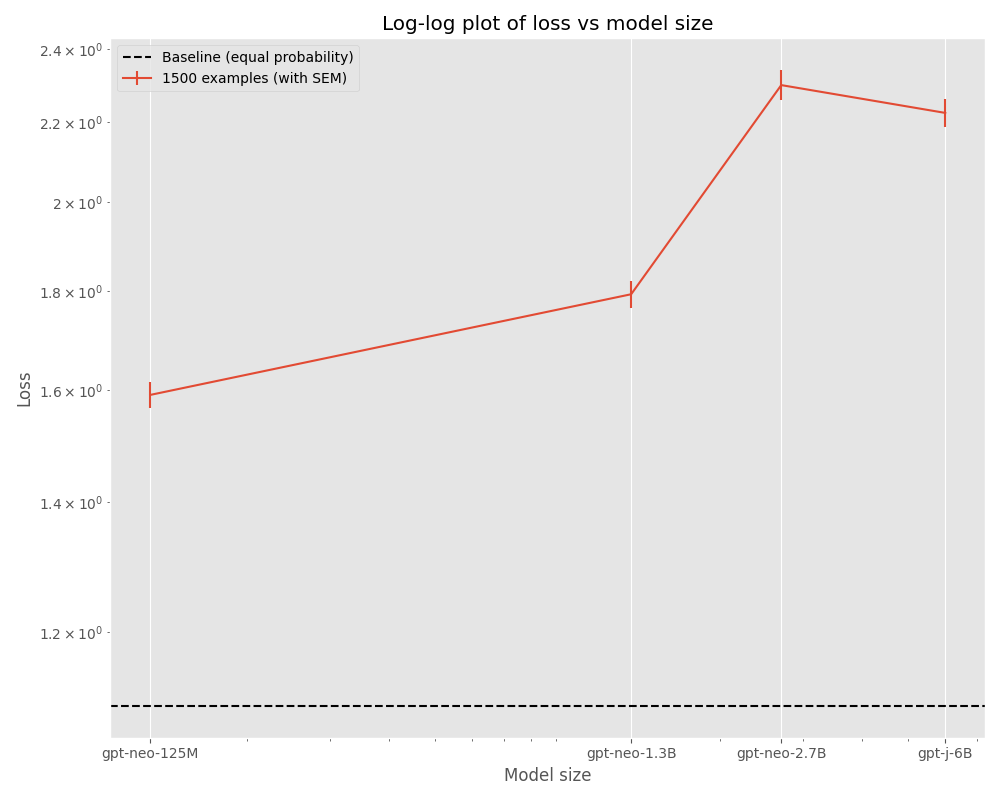 Log-log plot of loss vs model size
Baseline (equal probability)
1500 examples (with SEM)
2.4 × 10⁰
2.2 × 10⁰
2 × 10⁰
1.8 × 10⁰
1.6 × 10⁰
1.4 × 10⁰
1.2 × 10⁰
Loss
gpt-neo-125M
gpt-neo-1.3B
gpt-neo-2.7B
gpt-j-6B
Model size